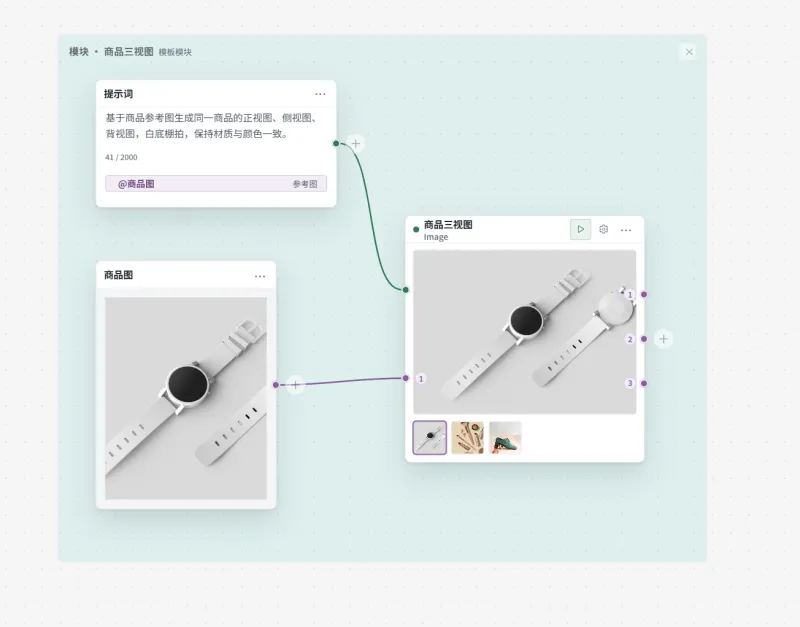 模块 • 商品三视图 模板模块
提示词
基于商品参考图生成同一商品的正视图、侧视图、
背视图，白底棚拍，保持材质与颜色一致。
41 / 2000
@商品图 参考图
商品三视图
Image
商品图
1
2
3
1